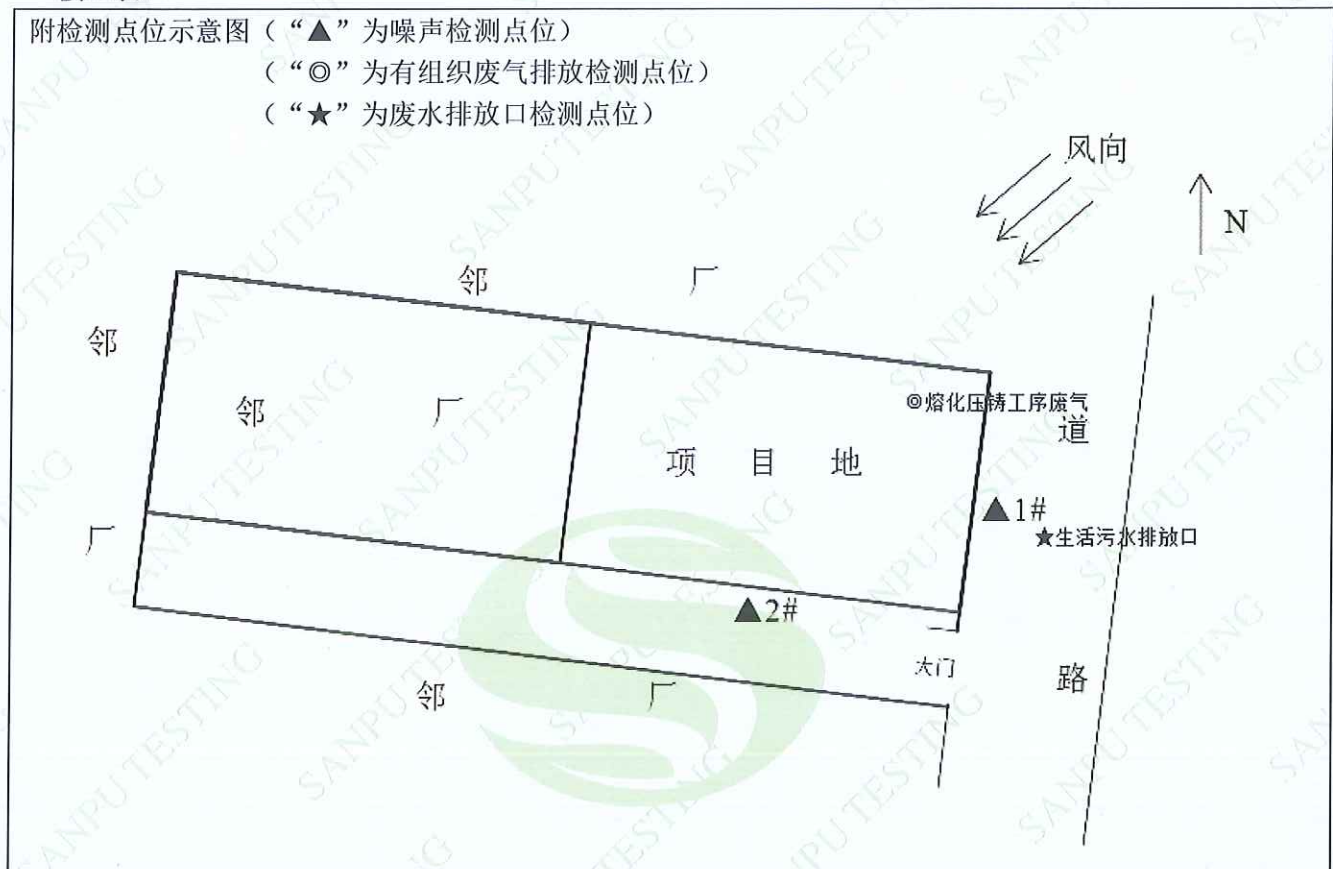 附检测点位示意图（“▲”为噪声检测点位）
（“◎”为有组织废气排放检测点位）
（“★”为废水排放口检测点位）
风向
N
邻 厂
邻
厂
邻 厂
◎熔化压铸工序废气
道
项 目 地
▲1#
★生活污水排放口
▲2#
大门
路
邻 厂
SANPU TESTING